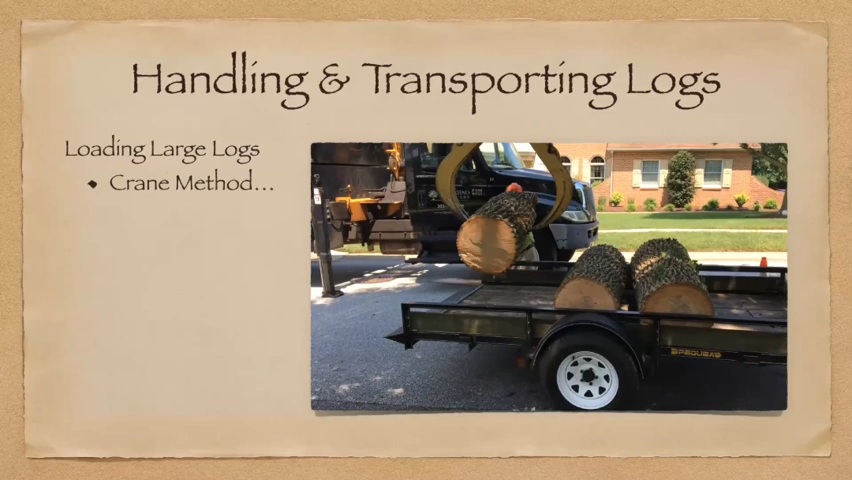 Handling & Transporting Logs
Loading Large Logs
• Crane Method...